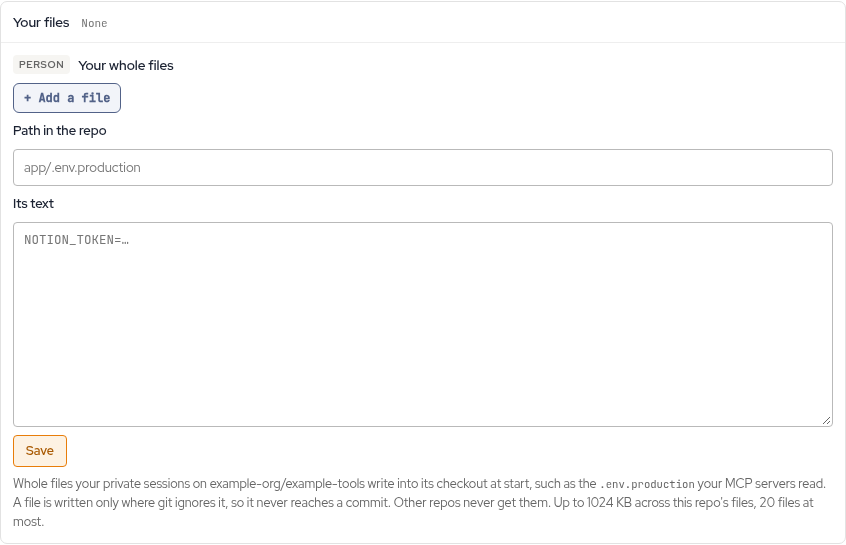 Your files None
PERSON Your whole files
+ Add a file
Path in the repo
app/.env.production
Its text
NOTION_TOKEN=…
Save
Whole files your private sessions on example-org/example-tools write into its checkout at start, such as the .env.production your MCP servers read.
A file is written only where git ignores it, so it never reaches a commit. Other repos never get them. Up to 1024 KB across this repo's files, 20 files at
most.